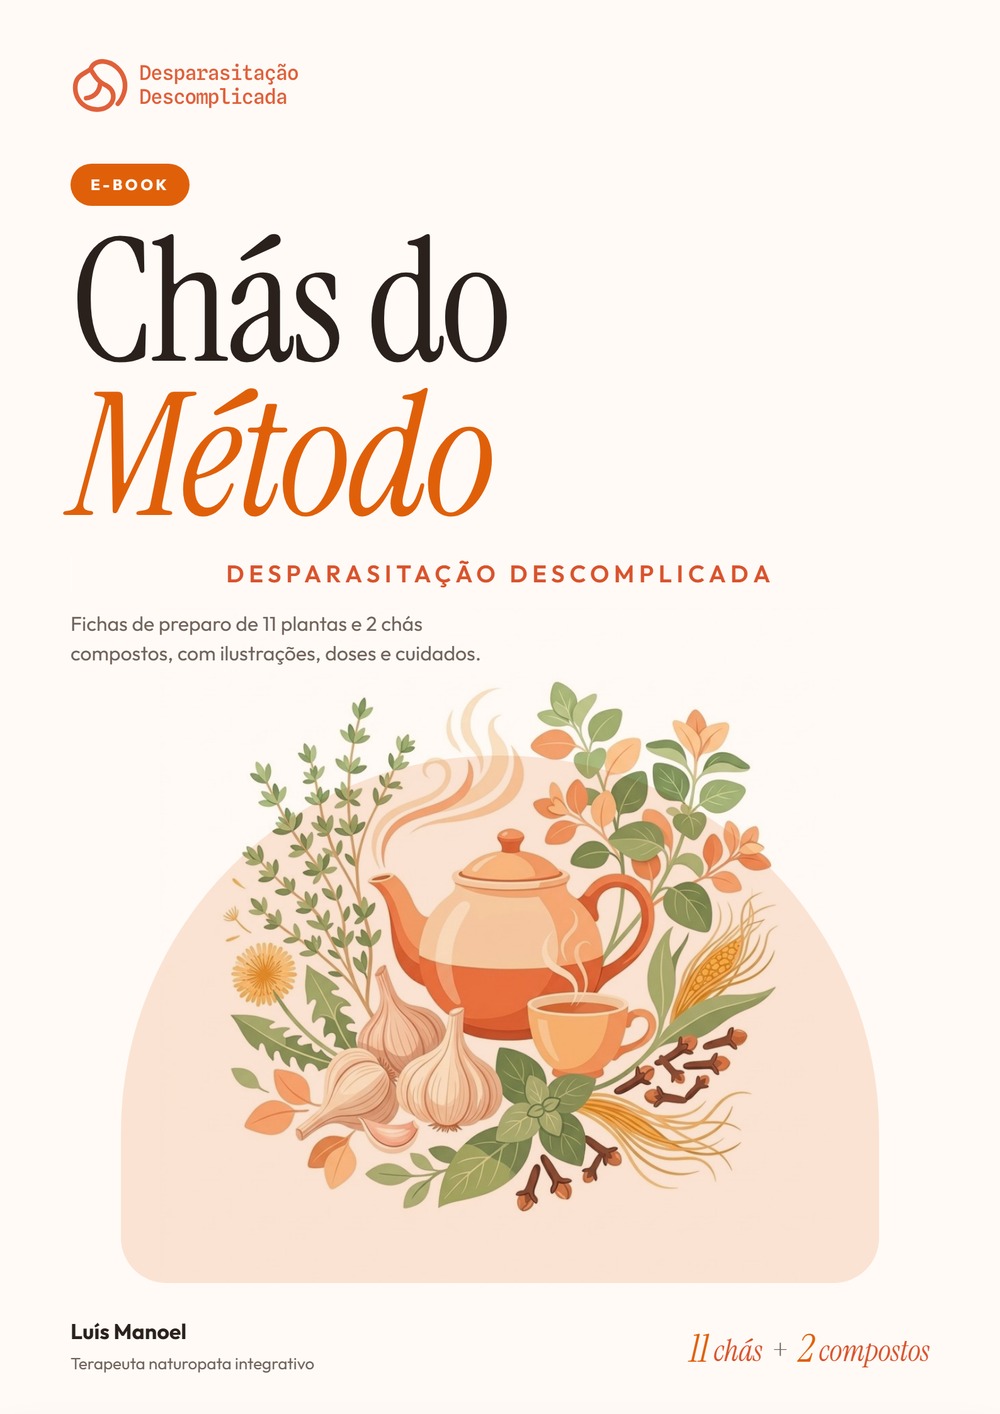 Desparasitação
Descomplicada
E-BOOK
Chás do
Método
DESPARASITAÇÃO DESCOMPLICADA
Fichas de preparo de 11 plantas e 2 chás
compostos, com ilustrações, doses e cuidados.
Luís Manoel
Terapeuta naturopata integrativo
11 chás + 2 compostos